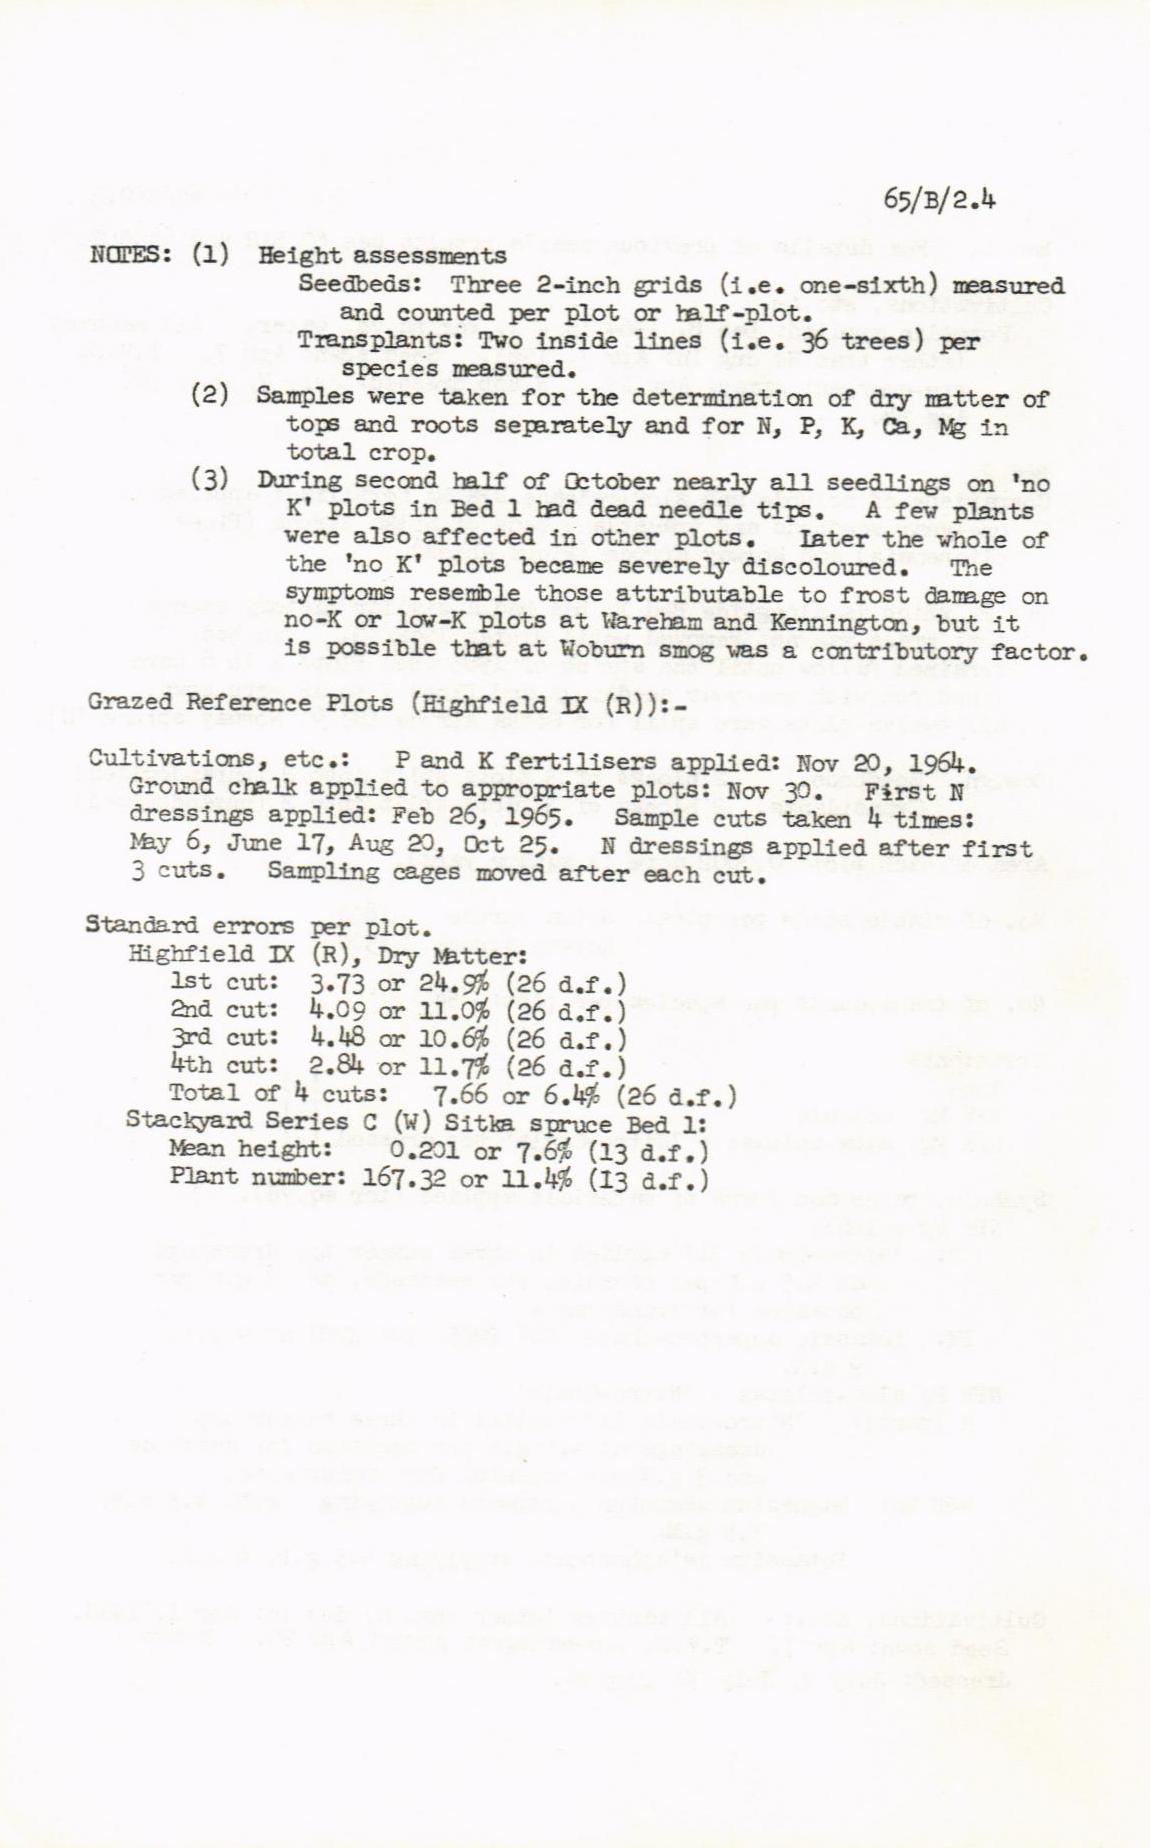 65/B/2.4
NOTES: (1) Height assessments
Seedbeds: Three 2-inch grids (i.e. one-sixth) measured
and counted per plot or half-plot.
Transplants: Two inside lines (i.e. 36 trees) per
species measured.
(2) Samples were taken for the determination of dry matter of
tops and roots separately and for N, P, K, Ca, Mg in
total crop.
(3) During second half of October nearly all seedlings on 'no
K' plots in Bed 1 had dead needle tips. A few plants
were also affected in other plots. Later the whole of
the 'no K' plots became severely discoloured. The
symptoms resemble those attributable to frost damage on
no-K or low-K plots at Wareham and Kennington, but it
is possible that at Woburn smog was a contributory factor.
Grazed Reference Plots (Highfield IX (R)):-
Cultivations, etc.: P and K fertilisers applied: Nov 20, 1964.
Ground chalk applied to appropriate plots: Nov 30. First N
dressings applied: Feb 26, 1965. Sample cuts taken 4 times:
May 6, June 17, Aug 20, Oct 25. N dressings applied after first
3 cuts. Sampling cages moved after each cut.
Standard errors per plot.
Highfield IX (R), Dry Matter:
1st cut: 3.73 or 24.9% (26 d.f.)
2nd cut: 4.09 or 11.0% (26 d.f.)
3rd cut: 4.48 or 10.6% (26 d.f.)
4th cut: 2.84 or 11.7% (26 d.f.)
Total of 4 cuts: 7.66 or 6.4% (26 d.f.)
Stackyard Series C (W) Sitka spruce Bed 1:
Mean height: 0.201 or 7.6% (13 d.f.)
Plant number: 167.32 or 11.4% (13 d.f.)